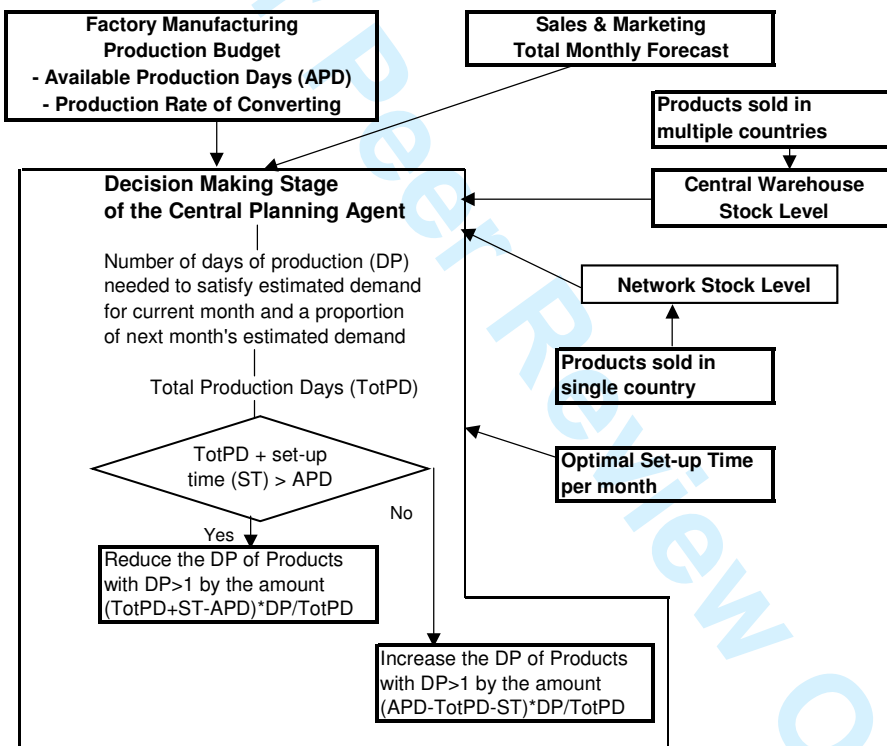 Factory Manufacturing
Production Budget
- Available Production Days (APD)
- Production Rate of Converting
Sales & Marketing
Total Monthly Forecast
Products sold in
multiple countries
Central Warehouse
Stock Level
Decision Making Stage
of the Central Planning Agent
Number of days of production (DP)
needed to satisfy estimated demand
for current month and a proportion
of next month's estimated demand
Network Stock Level
Products sold in
single country
Total Production Days (TotPD)
TotPD + set-up
time (ST) > APD
Optimal Set-up Time
per month
No
Yes
Reduce the DP of Products
with DP>1 by the amount
(TotPD+ST-APD)*DP/TotPD
Increase the DP of Products
with DP>1 by the amount
(APD-TotPD-ST)*DP/TotPD
Peer Review